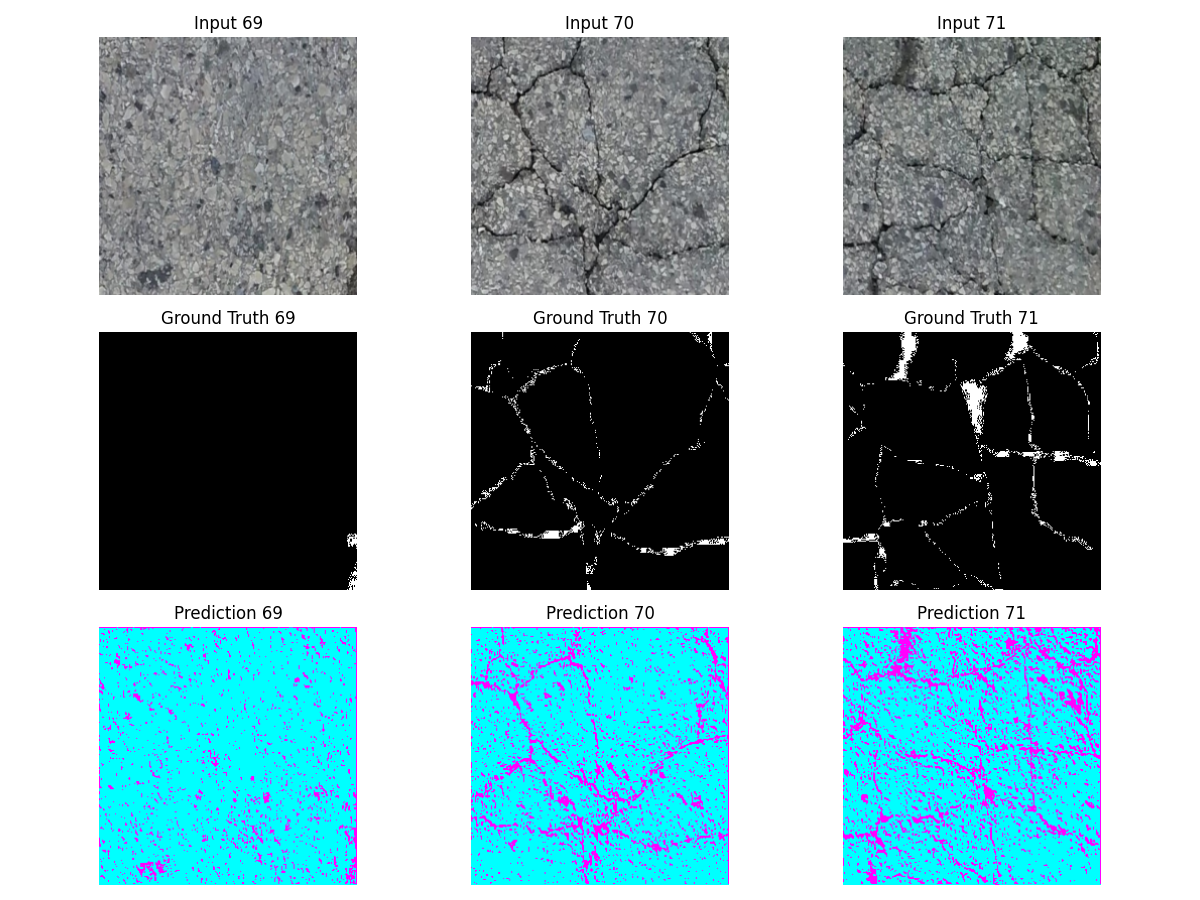 Input 69
Input 70
Input 71
Ground Truth 69
Ground Truth 70
Ground Truth 71
Prediction 69
Prediction 70
Prediction 71